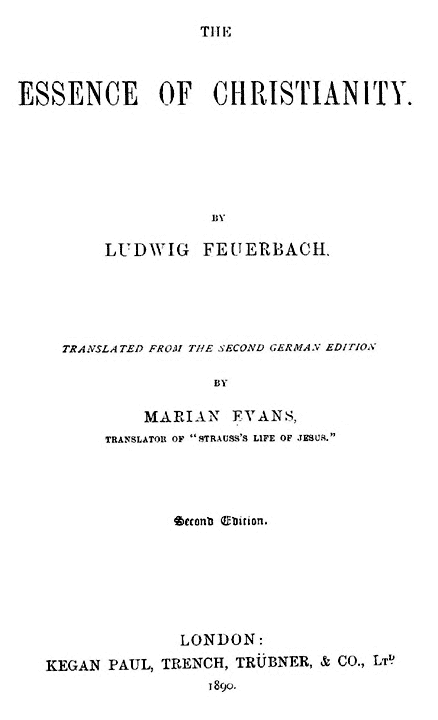 THE
ESSENCE OF CHRISTIANITY.
BY
LUDWIG FEUERBACH.
TRANSLATED FROM THE SECOND GERMAN EDITION
BY
MARIAN EVANS,
TRANSLATOR OF "STRAUSS'S LIFE OF JESUS."
Second Edition.
LONDON:
KEGAN PAUL, TRENCH, TRÜBNER, & CO., LTD
1890.